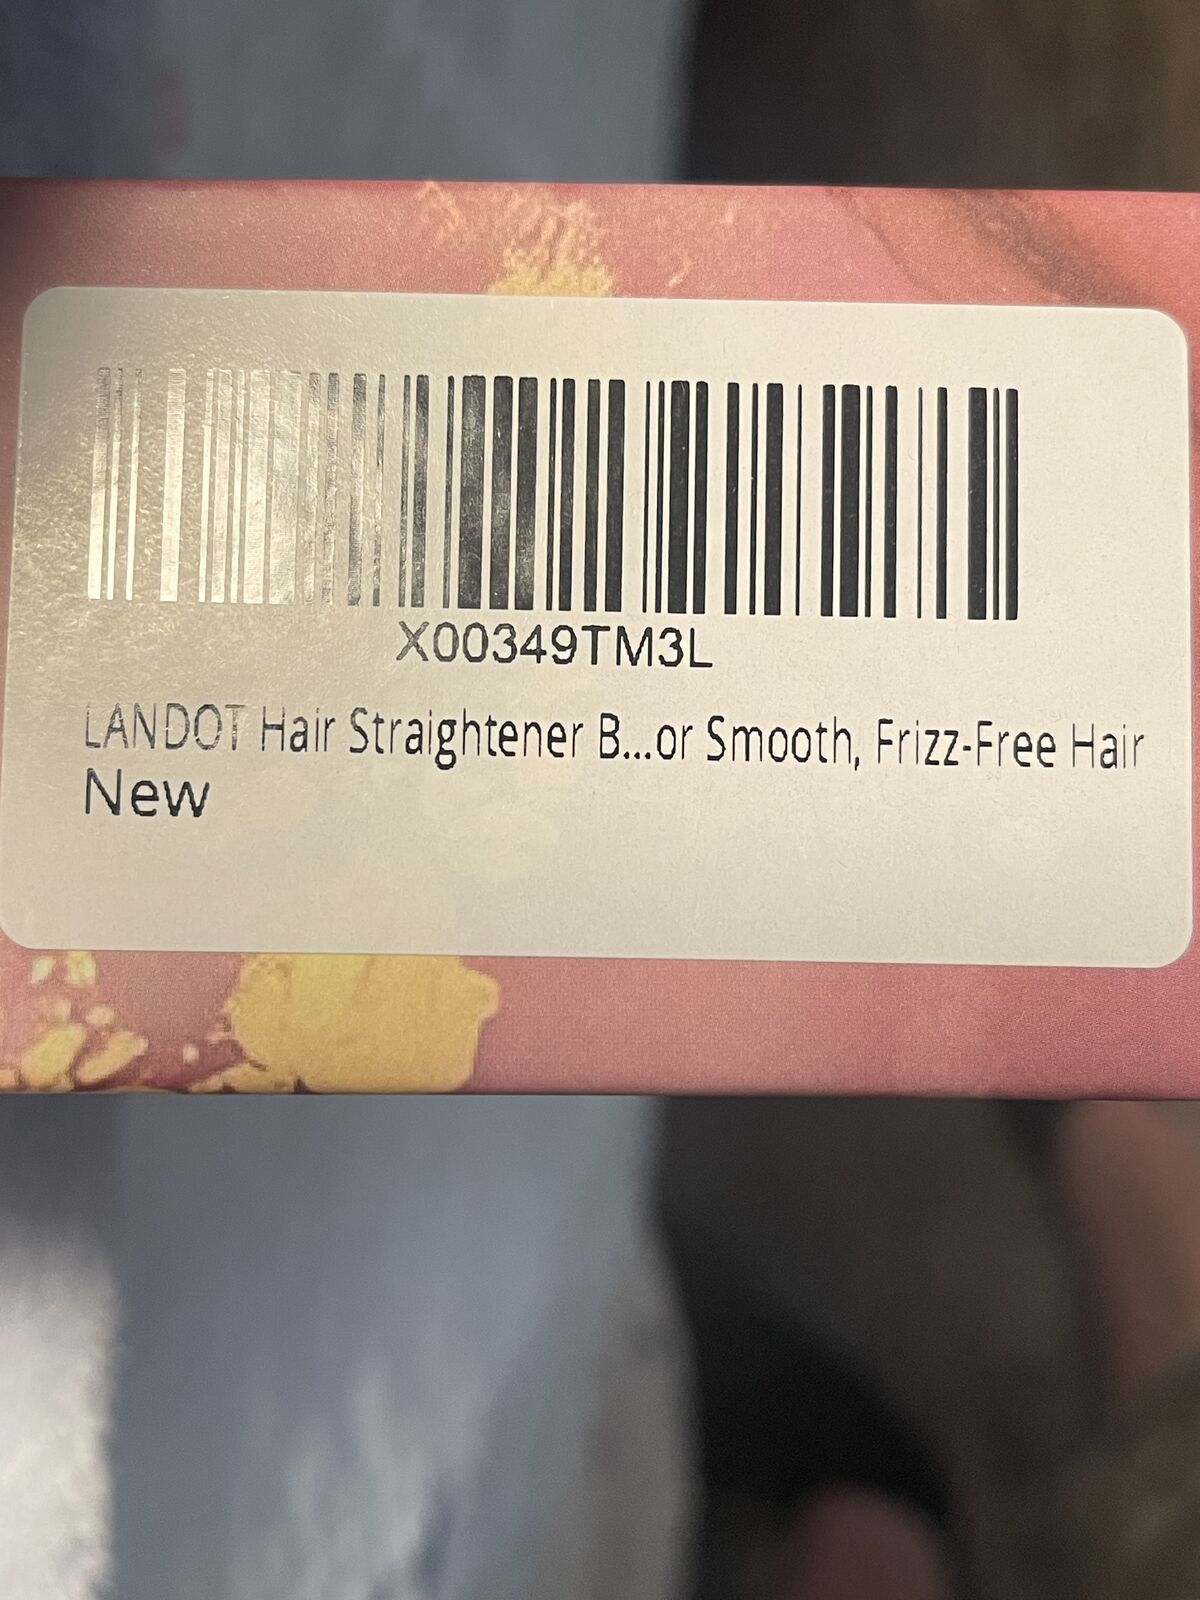 X00349TM3L
LANDOT Hair Straightener B...or Smooth, Frizz-Free Hair
New